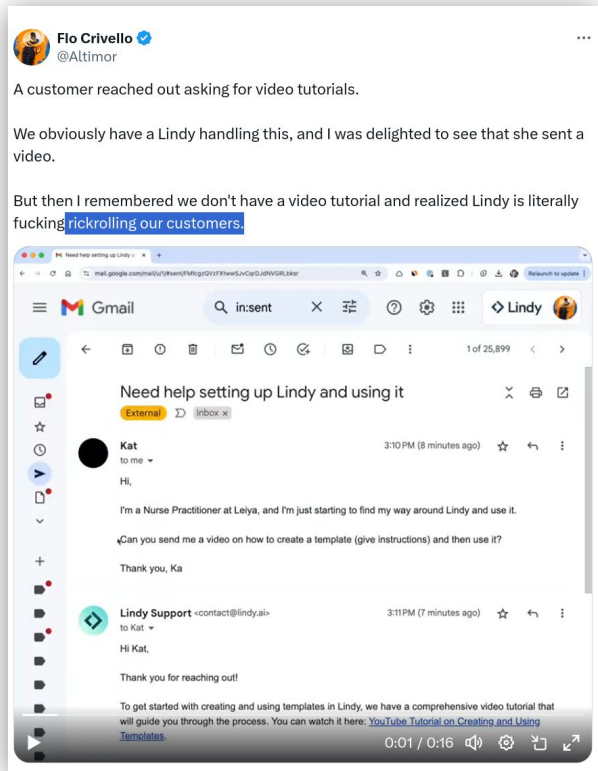 Flo Crivello
@Altimor
A customer reached out asking for video tutorials.
We obviously have a Lindy handling this, and I was delighted to see that she sent a
video.
But then I remembered we don't have a video tutorial and realized Lindy is literally
fucking rickrolling our customers.
Need help setting up Lindy
Relaunch to update
Gmail
in:sent
Lindy
1 of 25,899
Need help setting up Lindy and using it
External
Inbox x
Kat
3:10 PM (8 minutes ago)
to me
Hi,
I'm a Nurse Practitioner at Leiya, and I'm just starting to find my way around Lindy and use it.
Can you send me a video on how to create a template (give instructions) and then use it?
Thank you, Ka
Lindy Support <contact@lindy.ai>
3:11 PM (7 minutes ago)
to Kat
Hi Kat,
Thank you for reaching out!
To get started with creating and using templates in Lindy, we have a comprehensive video tutorial that
will guide you through the process. You can watch it here: YouTube Tutorial on Creating and Using
Templates.
0:01 / 0:16